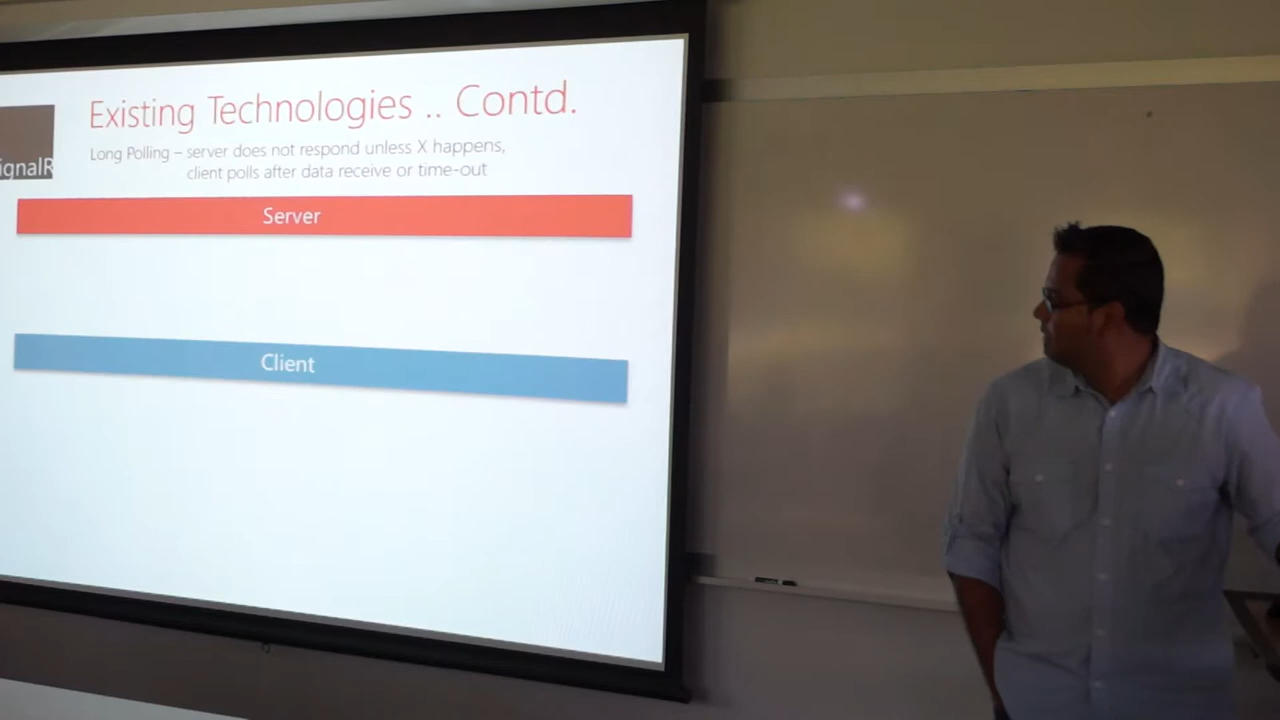 Existing Technologies .. Contd.
ignalR
Long Polling – server does not respond unless X happens,
client polls after data receive or time-out
Server
Client